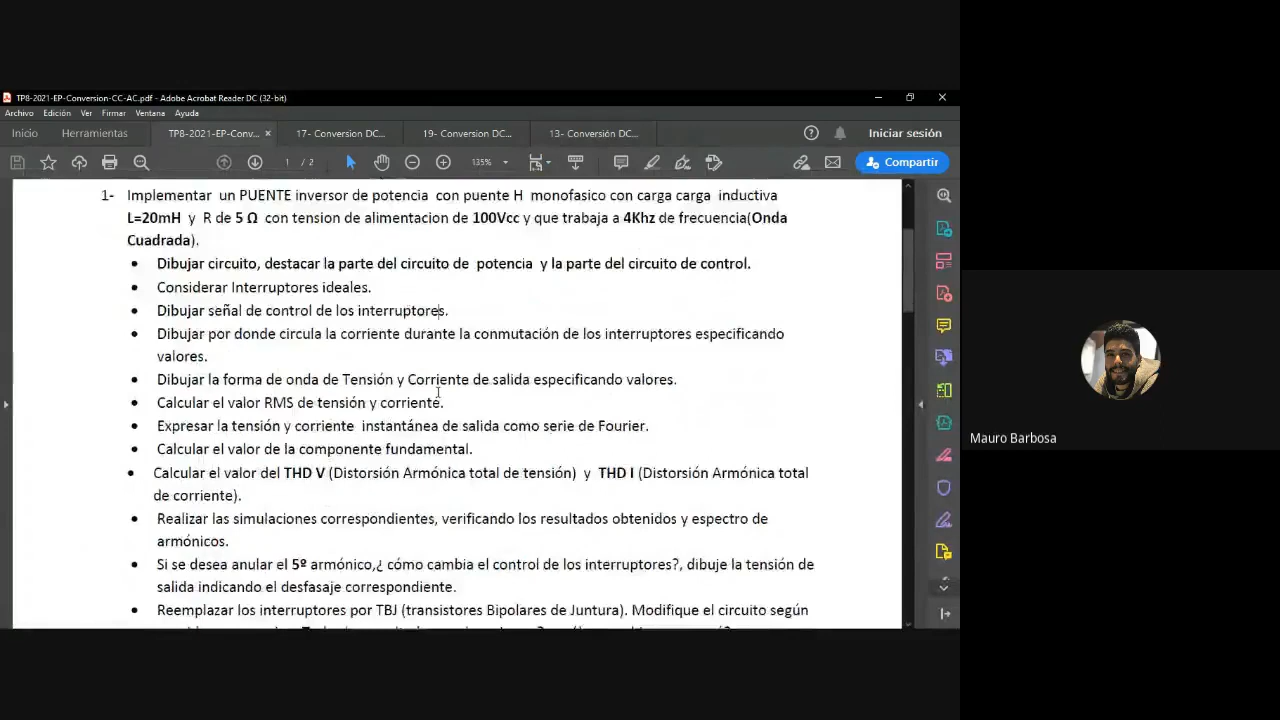 TP8-2021-EP-Conversion-CC-AC.pdf - Adobe Acrobat Reader DC (32-bit)
Archivo Edición Ver Firmar Ventana Ayuda
Inicio Herramientas TP8-2021-EP-Conv... × 17- Conversion DC... 19- Conversion DC... 13- Conversión DC... Iniciar sesión
1 / 2 135% Compartir
1- Implementar un PUENTE inversor de potencia con puente H monofasico con carga carga inductiva
L=20mH y R de 5 Ω con tension de alimentacion de 100Vcc y que trabaja a 4Khz de frecuencia(Onda
Cuadrada).
• Dibujar circuito, destacar la parte del circuito de potencia y la parte del circuito de control.
• Considerar Interruptores ideales.
• Dibujar señal de control de los interruptores.
• Dibujar por donde circula la corriente durante la conmutación de los interruptores especificando
valores.
• Dibujar la forma de onda de Tensión y Corriente de salida especificando valores.
• Calcular el valor RMS de tensión y corriente.
• Expresar la tensión y corriente instantánea de salida como serie de Fourier.
• Calcular el valor de la componente fundamental.
• Calcular el valor del THD V (Distorsión Armónica total de tensión) y THD I (Distorsión Armónica total
de corriente).
• Realizar las simulaciones correspondientes, verificando los resultados obtenidos y espectro de
armónicos.
• Si se desea anular el 5º armónico,¿ cómo cambia el control de los interruptores?, dibuje la tensión de
salida indicando el desfasaje correspondiente.
• Reemplazar los interruptores por TBJ (transistores Bipolares de Juntura). Modifique el circuito según
Mauro Barbosa